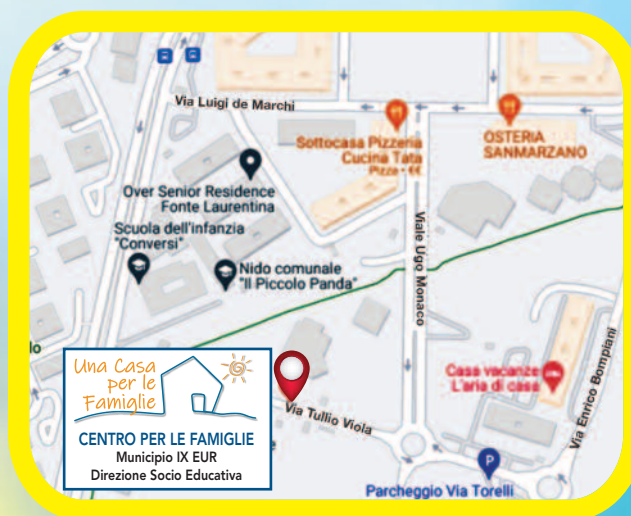 Via Luigi de Marchi
Sottocasa Pizzeria
Cucina Tata
Pizza • €€
OSTERIA
SANMARZANO
Over Senior Residence
Fonte Laurentina
Scuola dell'infanzia
"Conversi"
Nido comunale
"Il Piccolo Panda"
Viale Ugo Monaco
lo
Casa vacanze
L'aria di casa
Via Enrico Bompiani
Via Tullio Viola
P
Parcheggio Via Torelli
Una Casa
per le
Famiglie
CENTRO PER LE FAMIGLIE
Municipio IX EUR
Direzione Socio Educativa
e